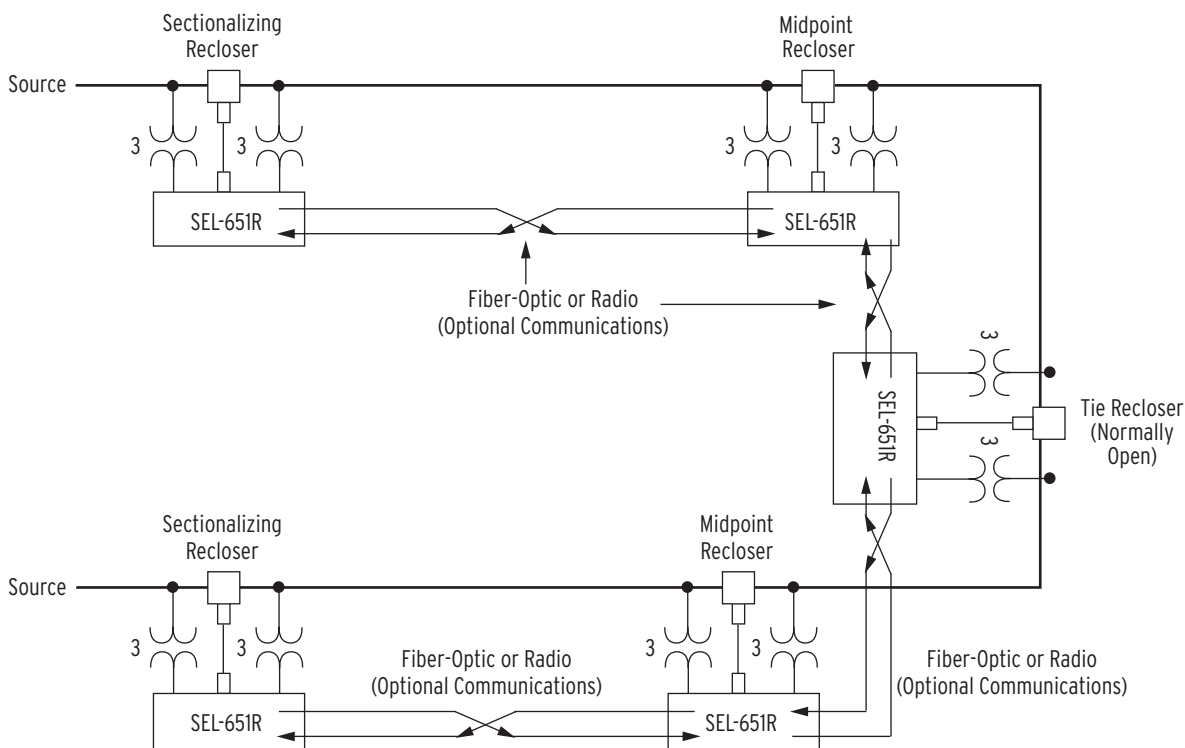 Sectionalizing
Recloser
Midpoint
Recloser
Source
3
3
3
3
SEL-651R
SEL-651R
Fiber-Optic or Radio
(Optional Communications)
3
SEL-651R
Tie Recloser
(Normally
Open)
3
Sectionalizing
Recloser
Midpoint
Recloser
Source
3
3
3
3
Fiber-Optic or Radio
(Optional Communications)
Fiber-Optic or Radio
(Optional Communications)
SEL-651R
SEL-651R